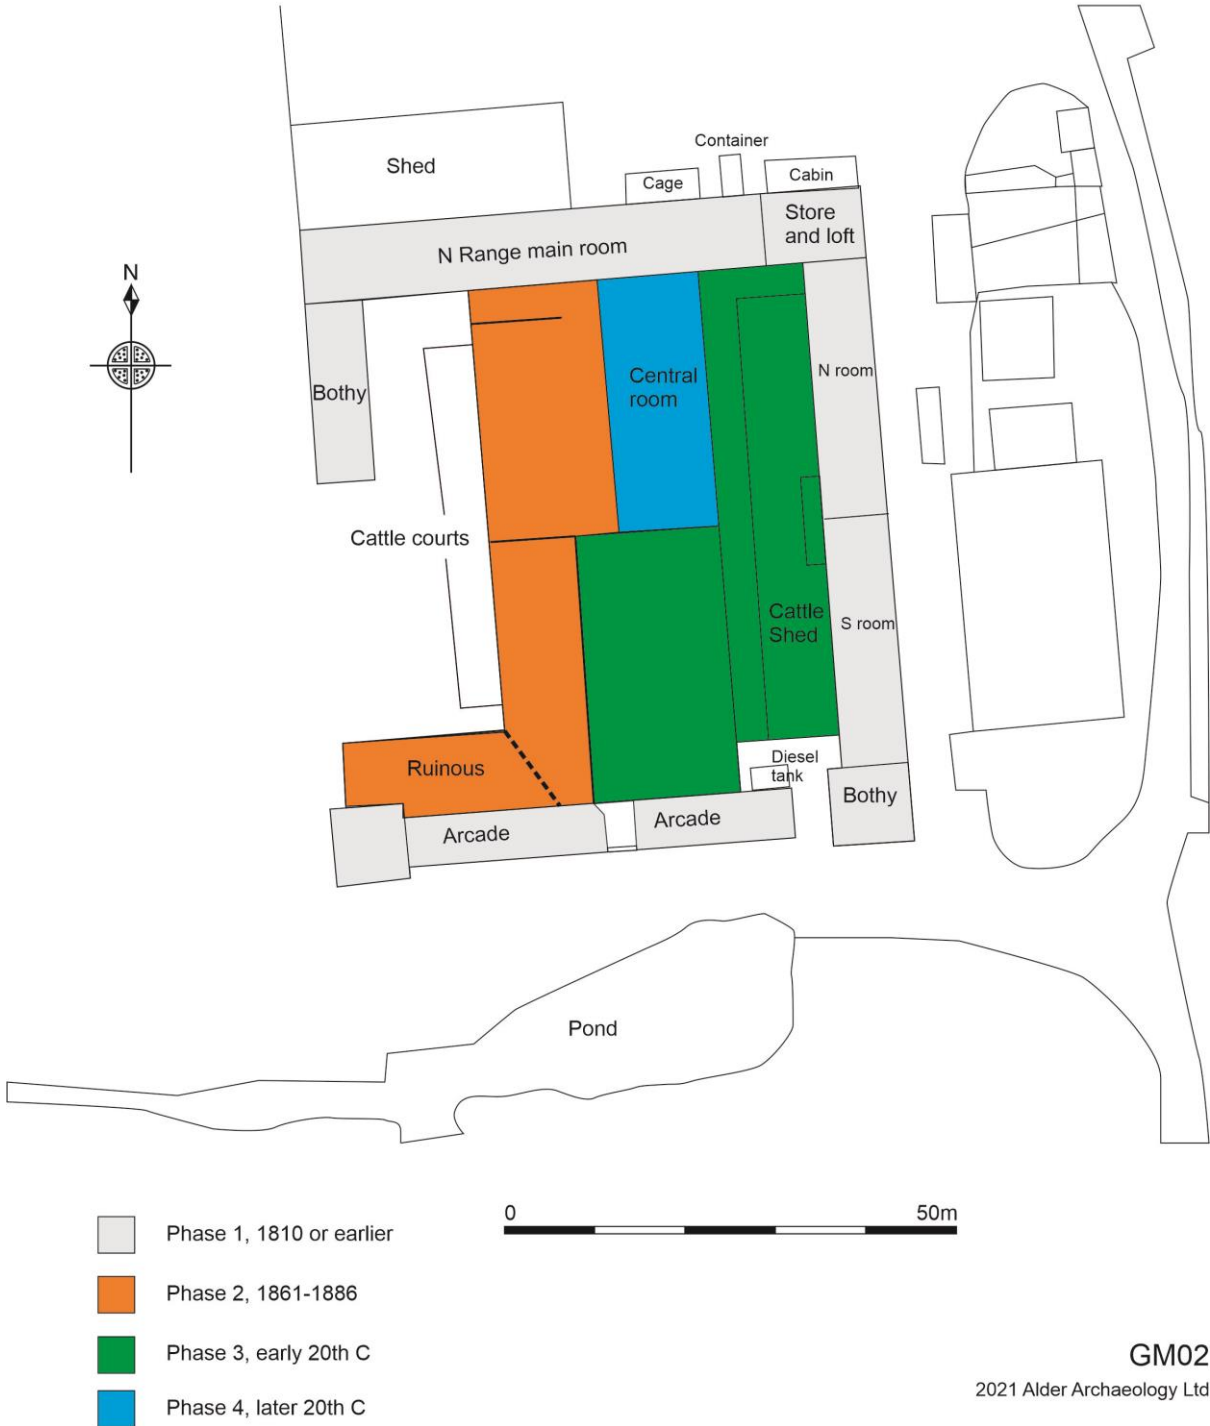 Container
Shed
Cage
Cabin
Store
and loft
N Range main room
N
Bothy
Central
room
N room
Cattle courts
Cattle
Shed
S room
Ruinous
Diesel
tank
Bothy
Arcade
Arcade
Pond
0
50m
Phase 1, 1810 or earlier
Phase 2, 1861-1886
Phase 3, early 20th C
Phase 4, later 20th C
GM02
2021 Alder Archaeology Ltd